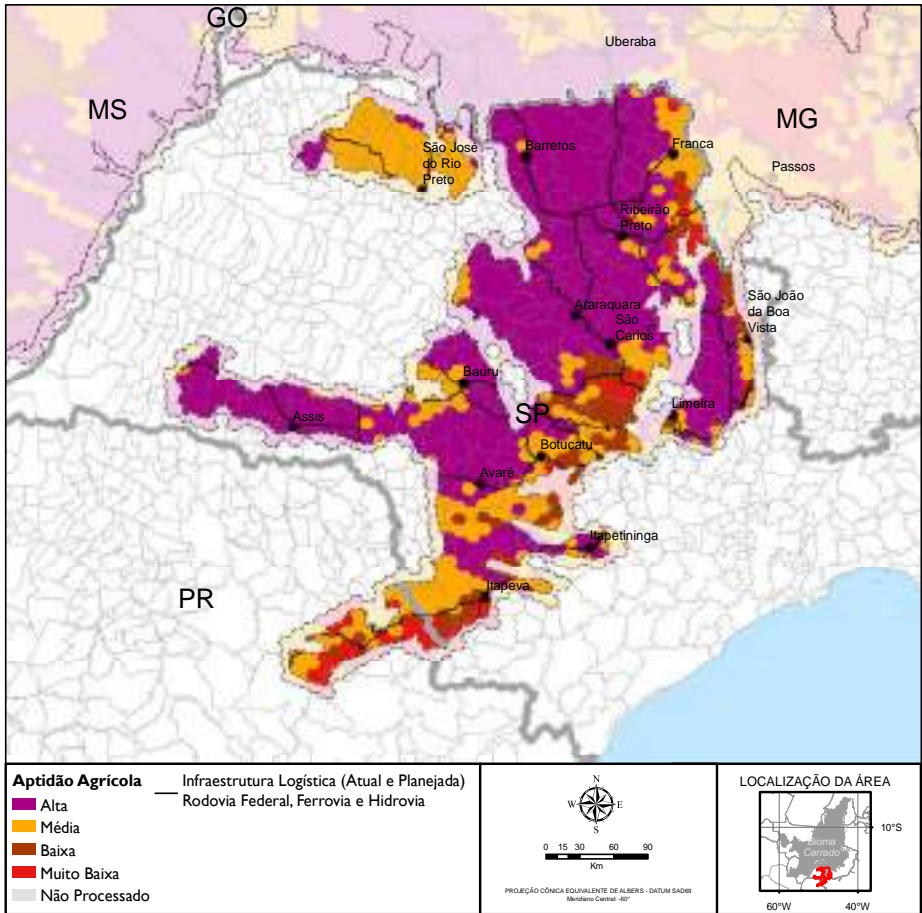 GO
Uberaba
MS
MG
São José
do Rio
Preto
Barretos
Franca
Passos
Ribeirão
Preto
Araraquara
São
Carlos
São João
da Boa
Vista
Bauru
SP
Limeira
Assis
Botucatu
Avaré
Itapetininga
PR
Itapeva
Aptidão Agrícola
Alta
Média
Baixa
Muito Baixa
Não Processado
Infraestrutura Logística (Atual e Planejada)
Rodovia Federal, Ferrovia e Hidrovia
N
W E
S
0 15 30 60 90
Km
PROJEÇÃO CÔNICA EQUIVALENTE DE ALBERS - DATUM SAD69
Meridiano Central: -60°
LOCALIZAÇÃO DA ÁREA
10°S
Bioma
Cerrado
60°W 40°W